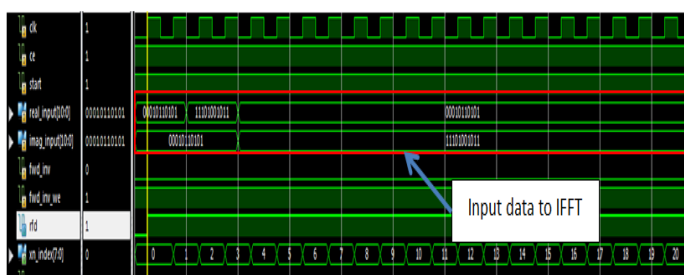 clk 1
ce 1
start 1
real_input[10:0] 00010110101 00010110101 11101001011 00010110101
imag_input[10:0] 00010110101 00010110101 11101001011
fwd_inv 0
fwd_inv_we 1
rfd 1
xn_index[7:0] 0 0 1 2 3 4 5 6 7 8 9 10 11 12 13 14 15 16 17 18 19 20
Input data to IFFT